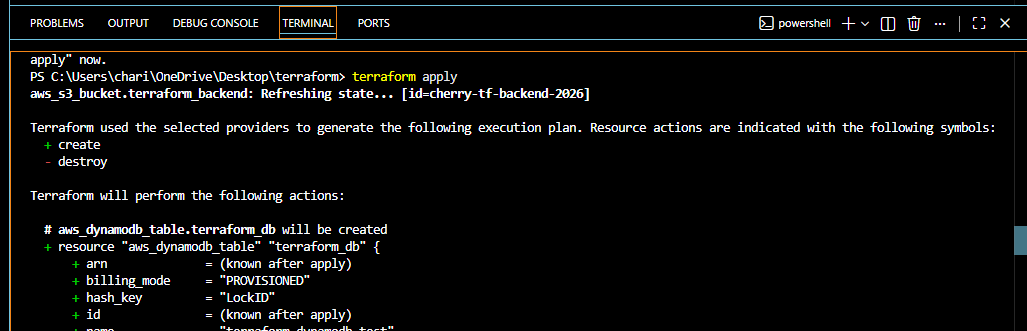 PROBLEMS OUTPUT DEBUG CONSOLE TERMINAL PORTS powershell
apply" now.
PS C:\Users\chari\OneDrive\Desktop\terraform> terraform apply
aws_s3_bucket.terraform_backend: Refreshing state... [id=cherry-tf-backend-2026]
Terraform used the selected providers to generate the following execution plan. Resource actions are indicated with the following symbols:
+ create
- destroy
Terraform will perform the following actions:
# aws_dynamodb_table.terraform_db will be created
+ resource "aws_dynamodb_table" "terraform_db" {
+ arn = (known after apply)
+ billing_mode = "PROVISIONED"
+ hash_key = "LockID"
+ id = (known after apply)
+ name = "terraform_dynamodb_test"